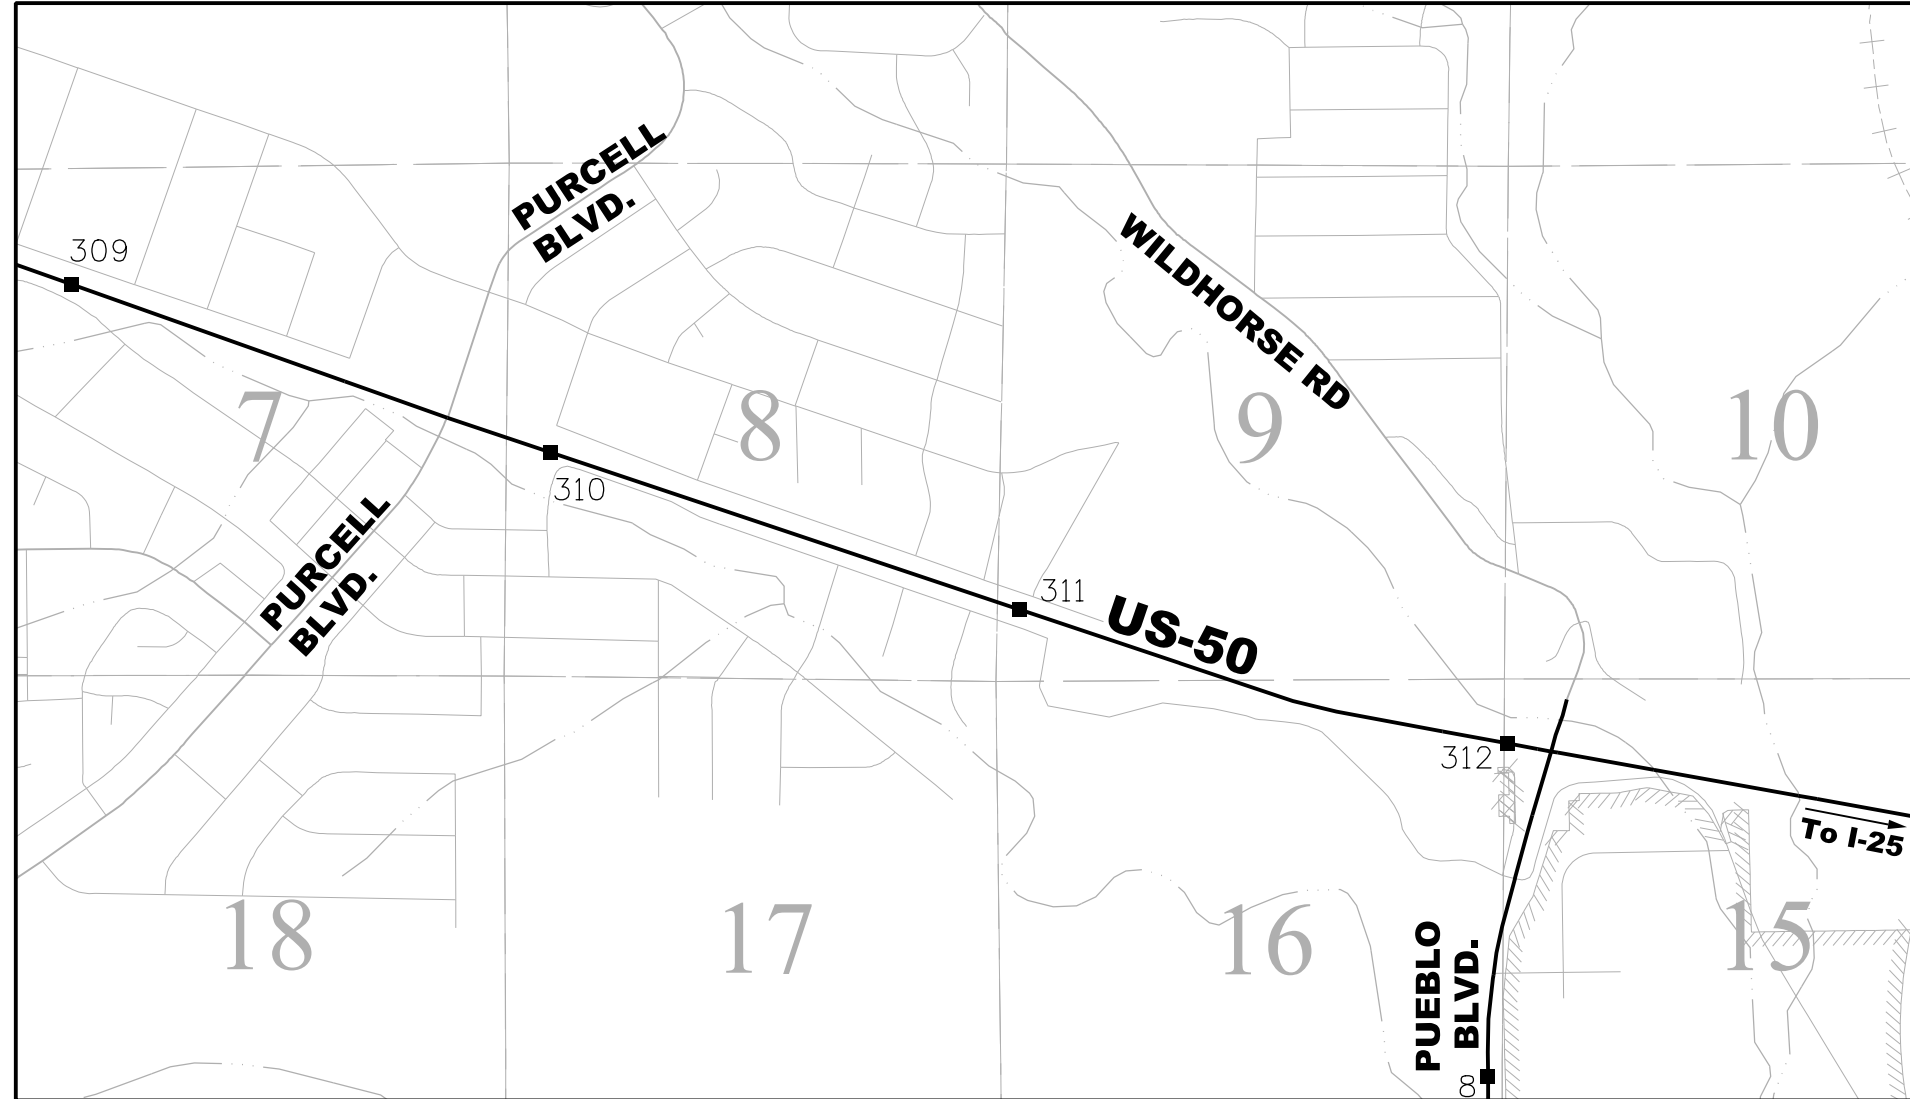 PURCELL
BLVD.
309
WILDHORSE RD
7
8
9
10
310
PURCELL
BLVD.
311
US-50
312
To I-25
18
17
16
15
PUEBLO
BLVD.
8